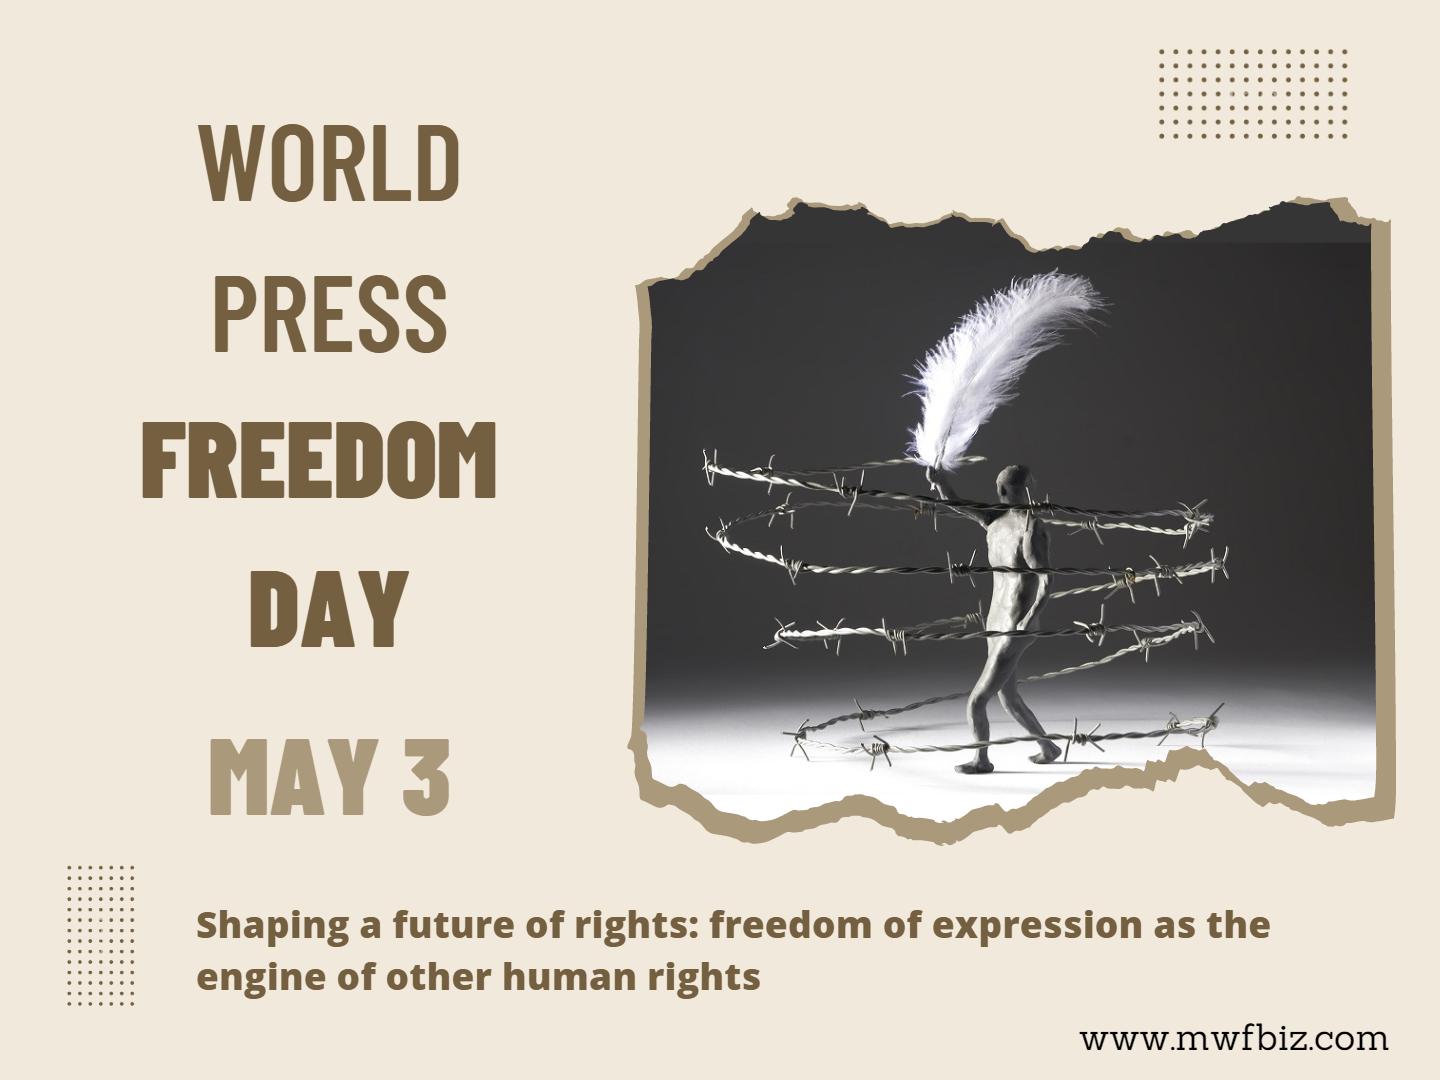 WORLD
PRESS
FREEDOM
DAY
MAY 3
Shaping a future of rights: freedom of expression as the
engine of other human rights
www.mwfbiz.com